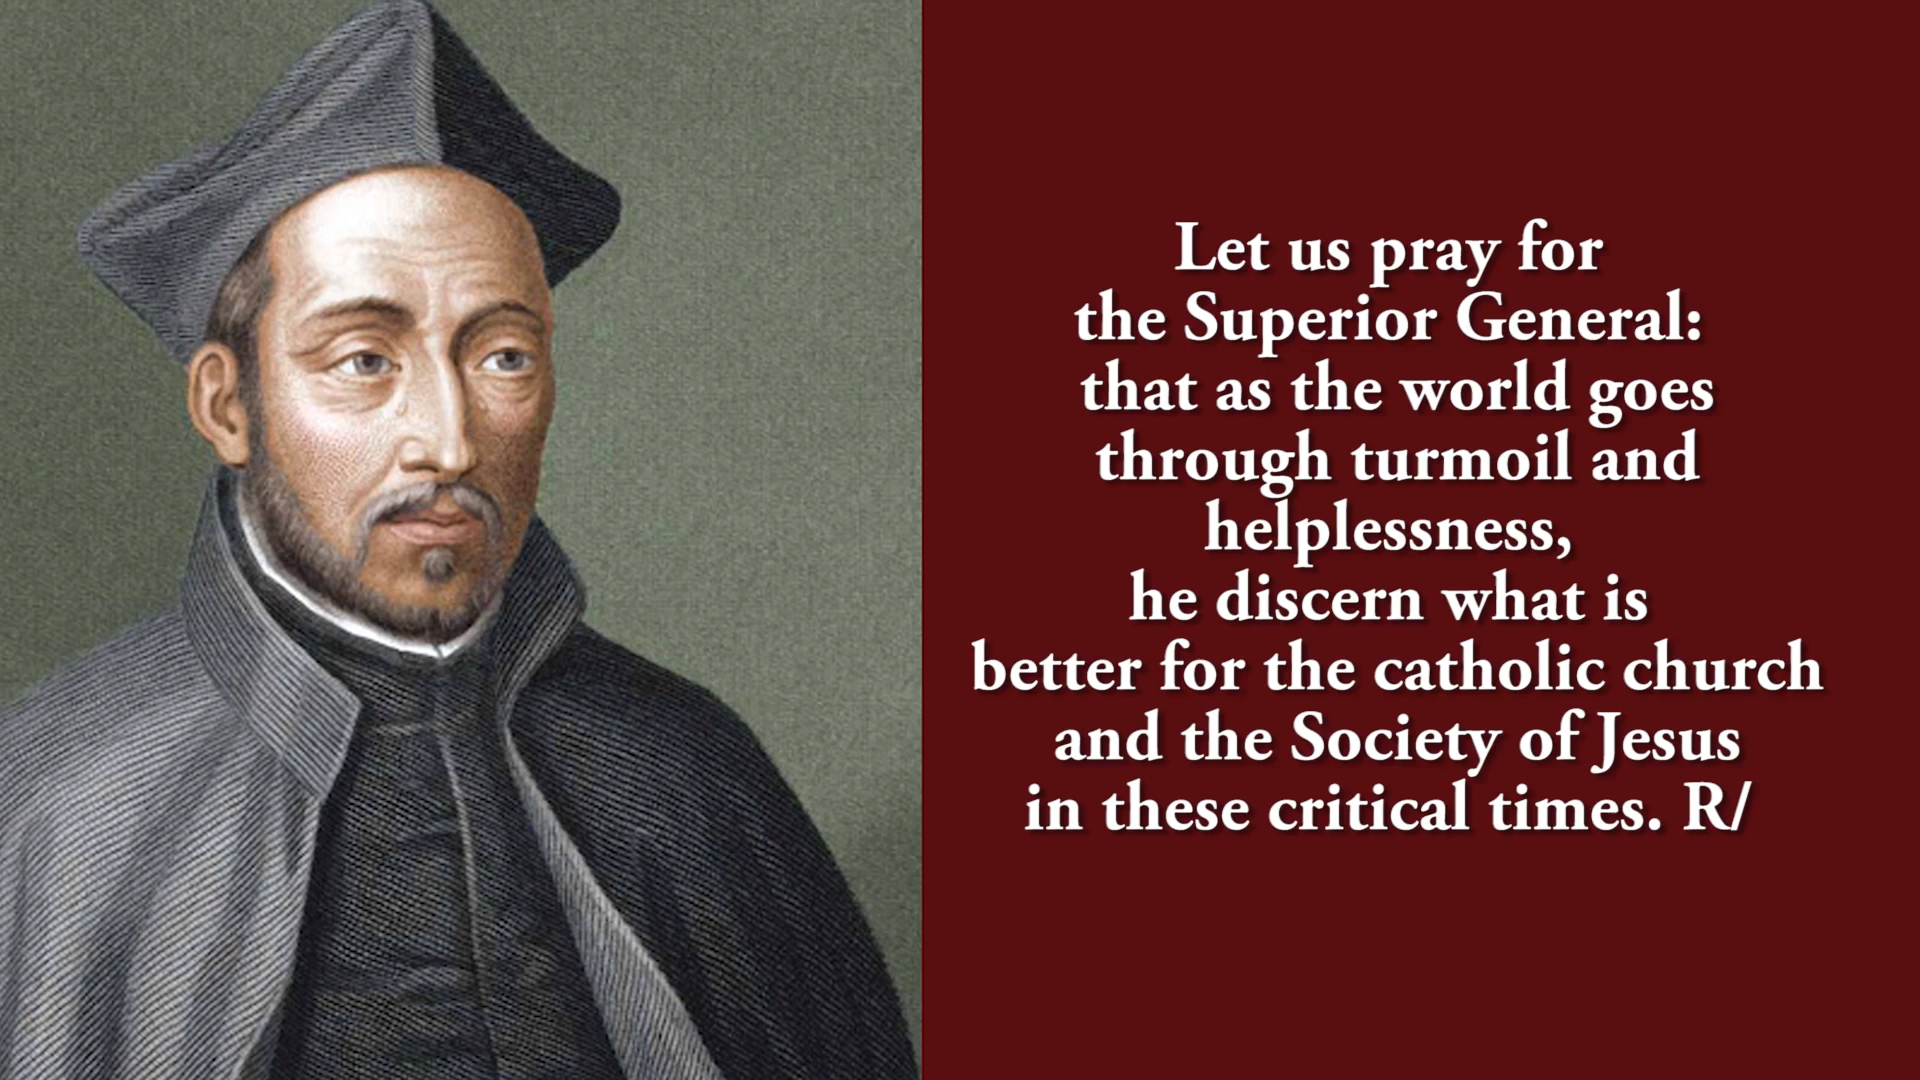 Let us pray for
the Superior General:
that as the world goes
through turmoil and
helplessness,
he discern what is
better for the catholic church
and the Society of Jesus
in these critical times. R/